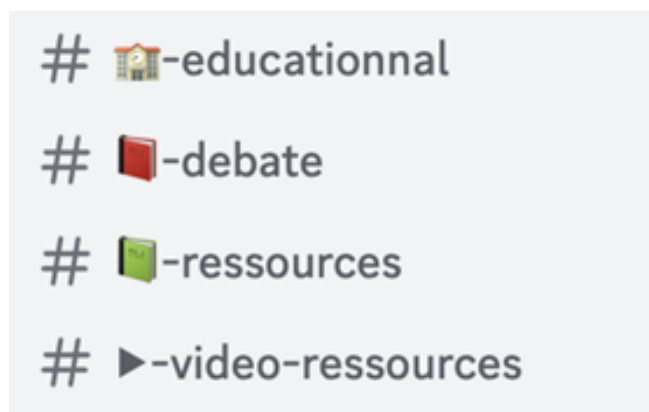 # 🏫-educationnal
# 📕-debate
# 📗-ressources
# ▶-video-ressources